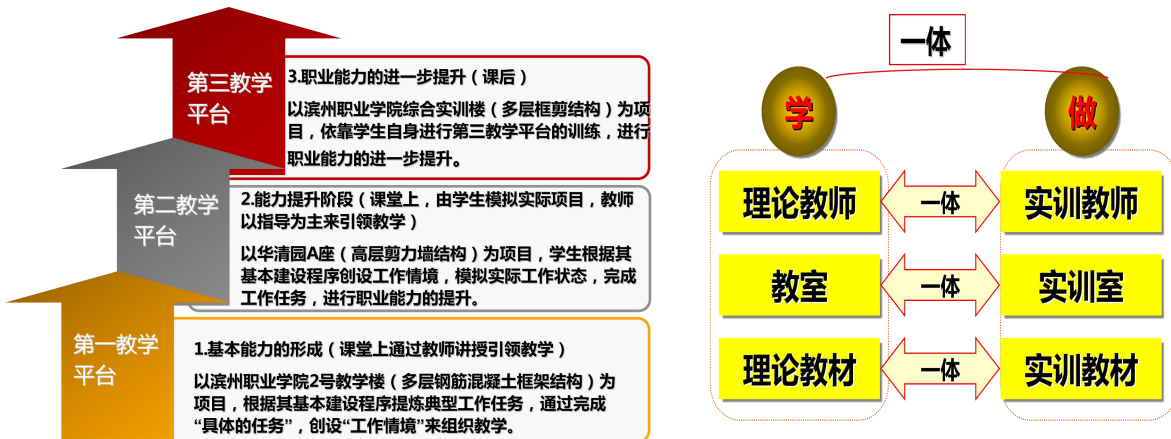 第三教学
平台
3.职业能力的进一步提升（课后）
以滨州职业学院综合实训楼（多层框剪结构）为项
目，依靠学生自身进行第三教学平台的训练，进行
职业能力的进一步提升。
第二教学
平台
2.能力提升阶段（课堂上，由学生模拟实际项目，教师
以指导为主来引领教学）
以华清园A座（高层剪力墙结构）为项目，学生根据其
基本建设程序创设工作情境，模拟实际工作状态，完成
工作任务，进行职业能力的提升。
第一教学
平台
1.基本能力的形成（课堂上通过教师讲授引领教学）
以滨州职业学院2号教学楼（多层钢筋混凝土框架结构）为
项目，根据其基本建设程序提炼典型工作任务，通过完成
“具体的任务”，创设“工作情境”来组织教学。
一体
学
做
理论教师
一体
实训教师
教室
一体
实训室
理论教材
一体
实训教材